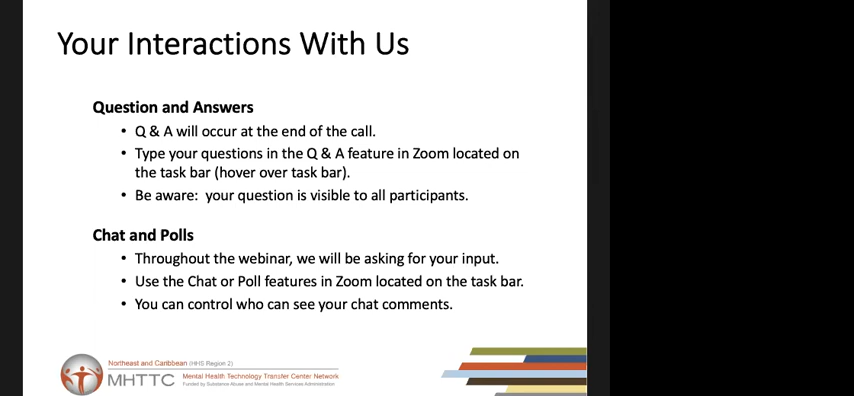 Your Interactions With Us
Question and Answers
• Q & A will occur at the end of the call.
• Type your questions in the Q & A feature in Zoom located on
the task bar (hover over task bar).
• Be aware:  your question is visible to all participants.
Chat and Polls
• Throughout the webinar, we will be asking for your input.
• Use the Chat or Poll features in Zoom located on the task bar.
• You can control who can see your chat comments.
Northeast and Caribbean (HHS Region 2)
MHTTC Mental Health Technology Transfer Center Network
Funded by Substance Abuse and Mental Health Services Administration